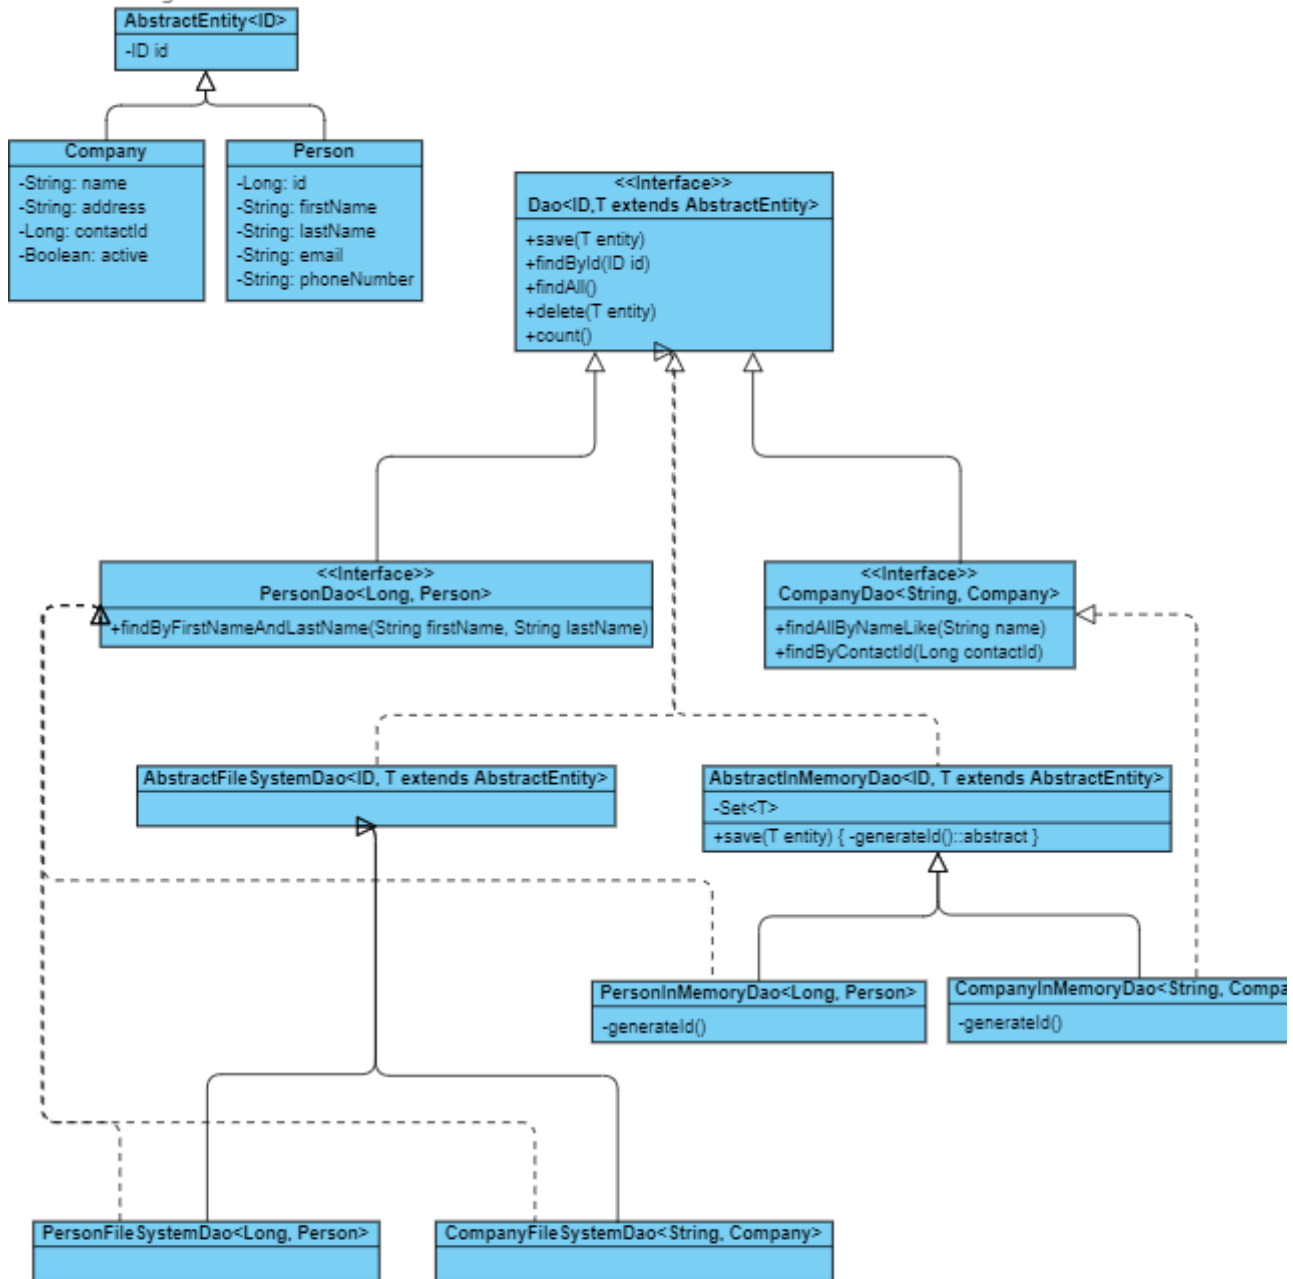 AbstractEntity<ID>
-ID id
Company
-String: name
-String: address
-Long: contactId
-Boolean: active
Person
-Long: id
-String: firstName
-String: lastName
-String: email
-String: phoneNumber
<<Interface>>
Dao<ID,T extends AbstractEntity>
+save(T entity)
+findById(ID id)
+findAll()
+delete(T entity)
+count()
<<Interface>>
PersonDao<Long, Person>
+findByFirstNameAndLastName(String firstName, String lastName)
<<Interface>>
CompanyDao<String, Company>
+findAllByNameLike(String name)
+findByContactId(Long contactId)
AbstractFileSystemDao<ID, T extends AbstractEntity>
AbstractInMemoryDao<ID, T extends AbstractEntity>
-Set<T>
+save(T entity) { -generateId()::abstract }
PersonInMemoryDao<Long, Person>
-generateId()
CompanyInMemoryDao<String, Compa
-generateId()
PersonFileSystemDao<Long, Person>
CompanyFileSystemDao<String, Company>